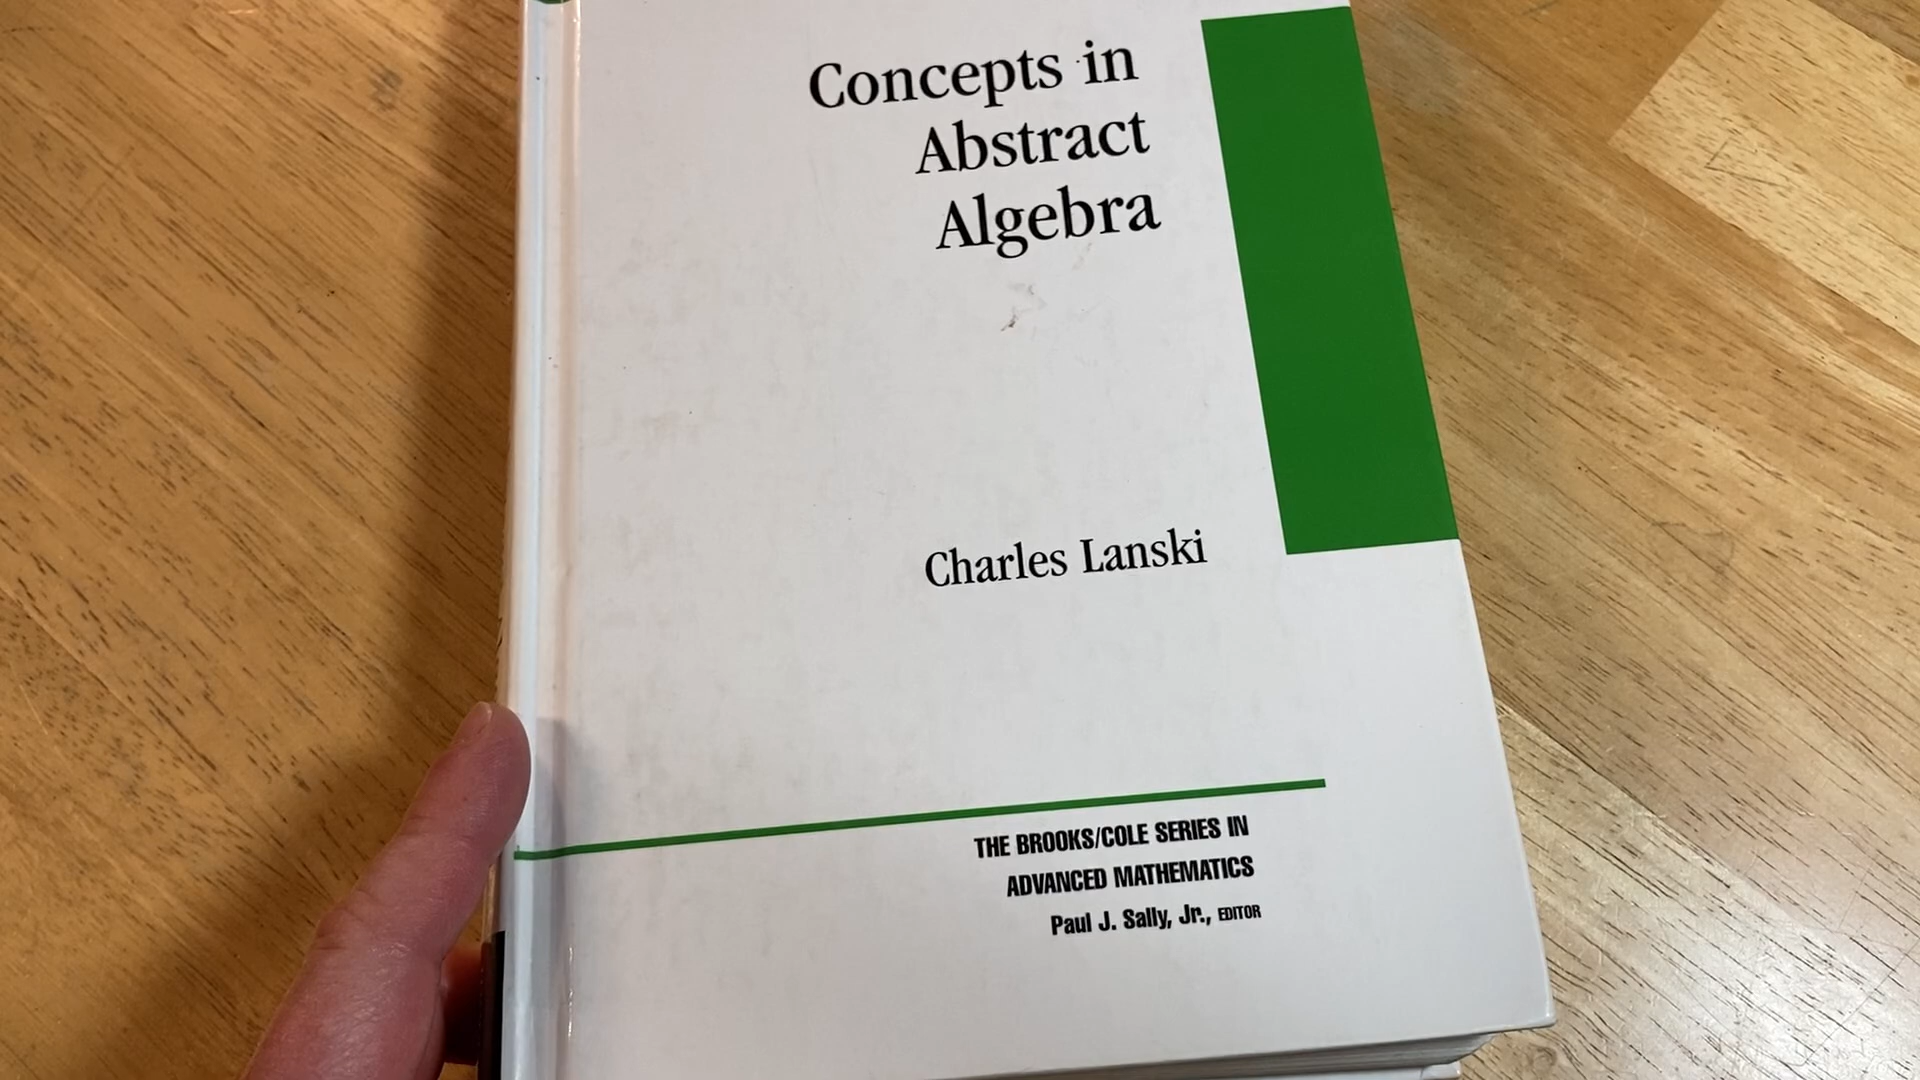 Concepts in
Abstract
Algebra
Charles Lanski
THE BROOKS/COLE SERIES IN
ADVANCED MATHEMATICS
Paul J. Sally, Jr., EDITOR